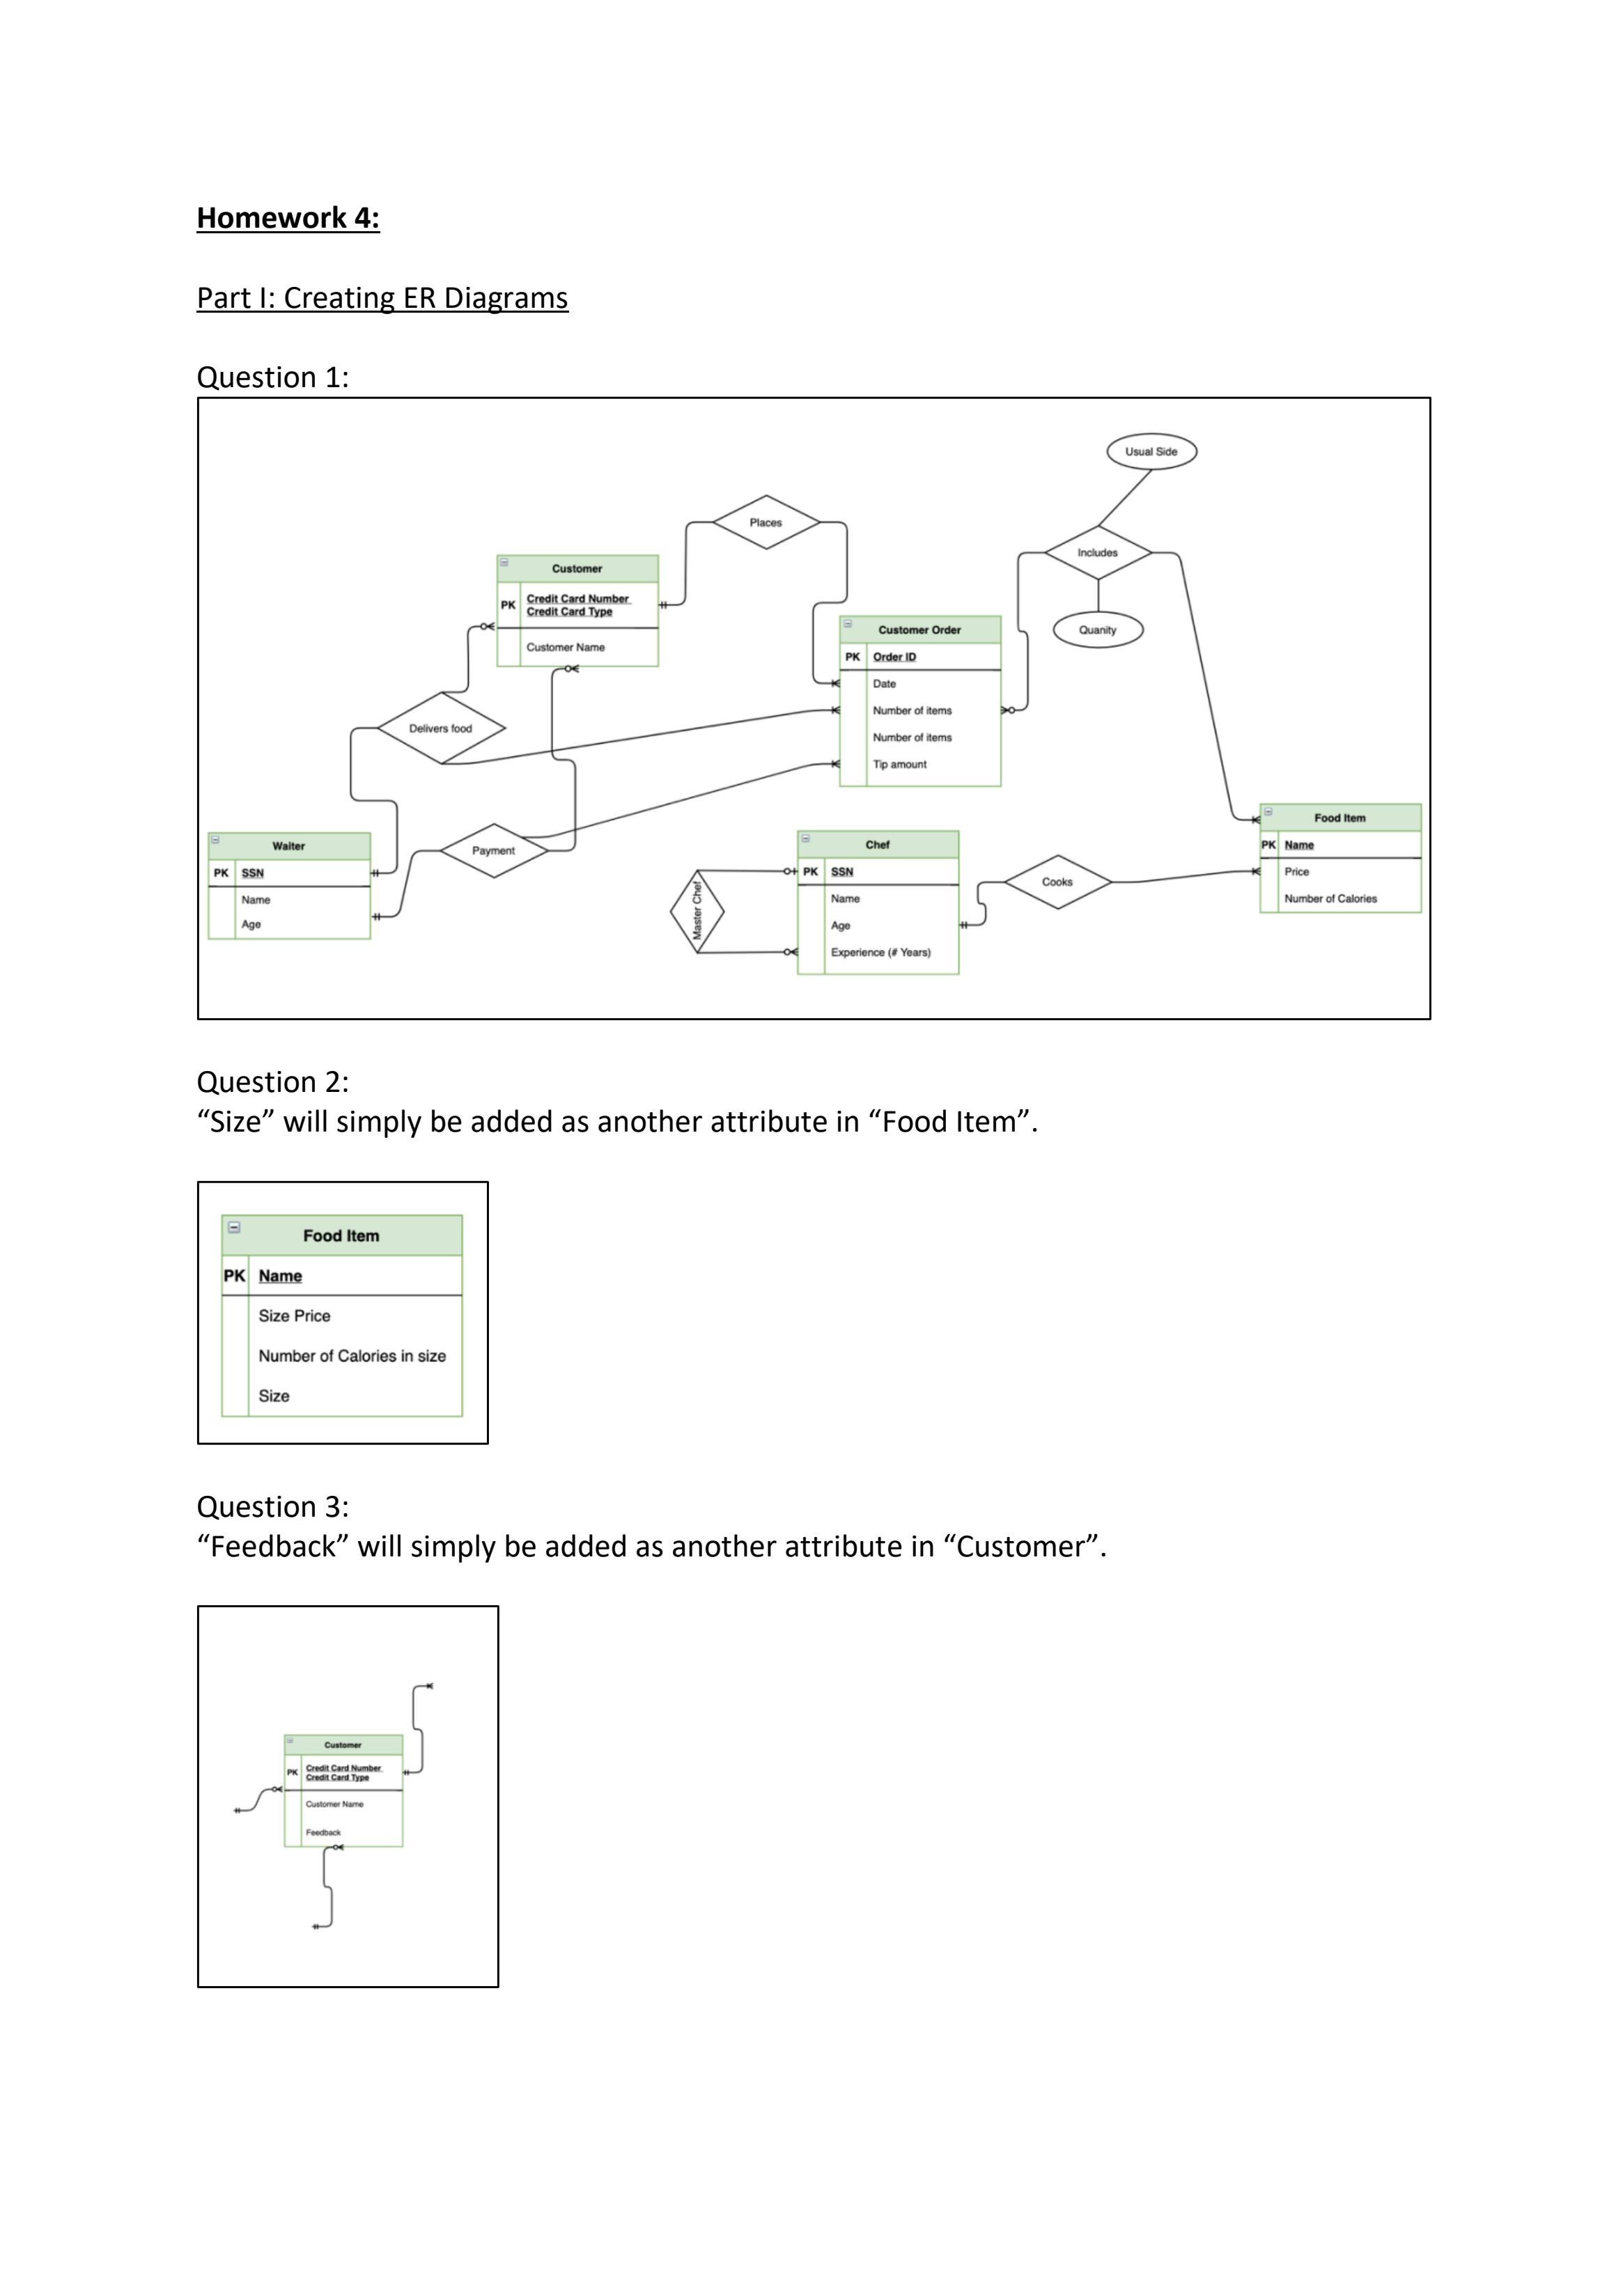 Homework 4:
Part I: Creating ER Diagrams
Question 1:
Usual Side
Places
Includes
Customer
PK
Credit Card Number
Credit Card Type
Customer Name
Quanity
Customer Order
PK
Order ID
Date
Number of items
Number of items
Tip amount
Delivers food
Waiter
PK
SSN
Name
Age
Payment
Master Chef
Chef
PK
SSN
Name
Age
Experience (# Years)
Cooks
Food Item
PK
Name
Price
Number of Calories
Question 2:
“Size” will simply be added as another attribute in “Food Item”.
Food Item
PK
Name
Size Price
Number of Calories in size
Size
Question 3:
“Feedback” will simply be added as another attribute in “Customer”.
Customer
PK
Credit Card Number
Credit Card Type
Customer Name
Feedback